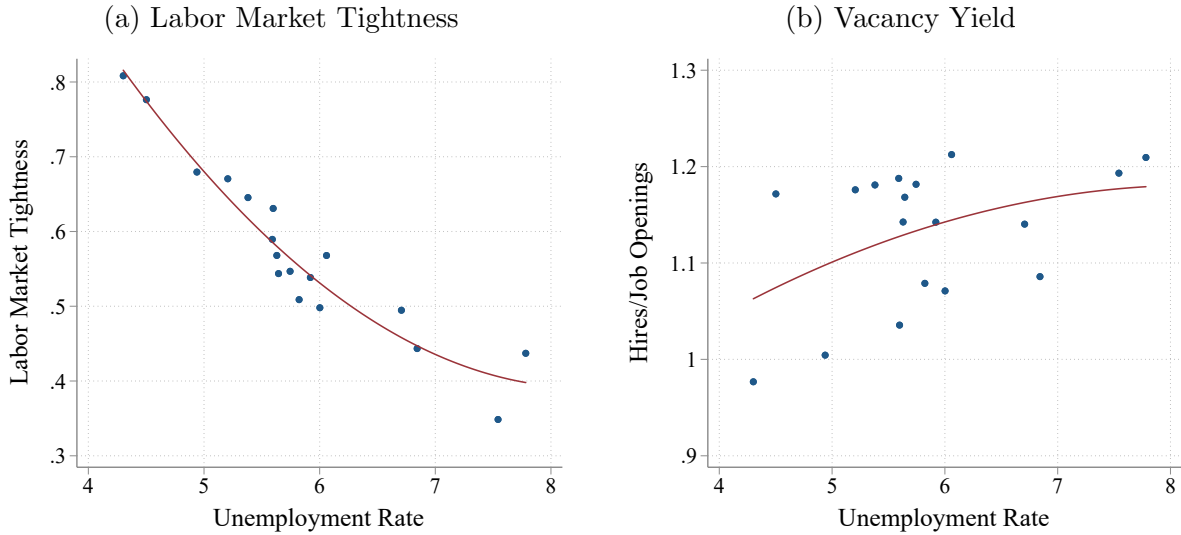 (a) Labor Market Tightness
.8
.7
.6
.5
.4
.3
Labor Market Tightness
4 5 6 7 8
Unemployment Rate
(b) Vacancy Yield
1.3
1.2
1.1
1
.9
Hires/Job Openings
4 5 6 7 8
Unemployment Rate